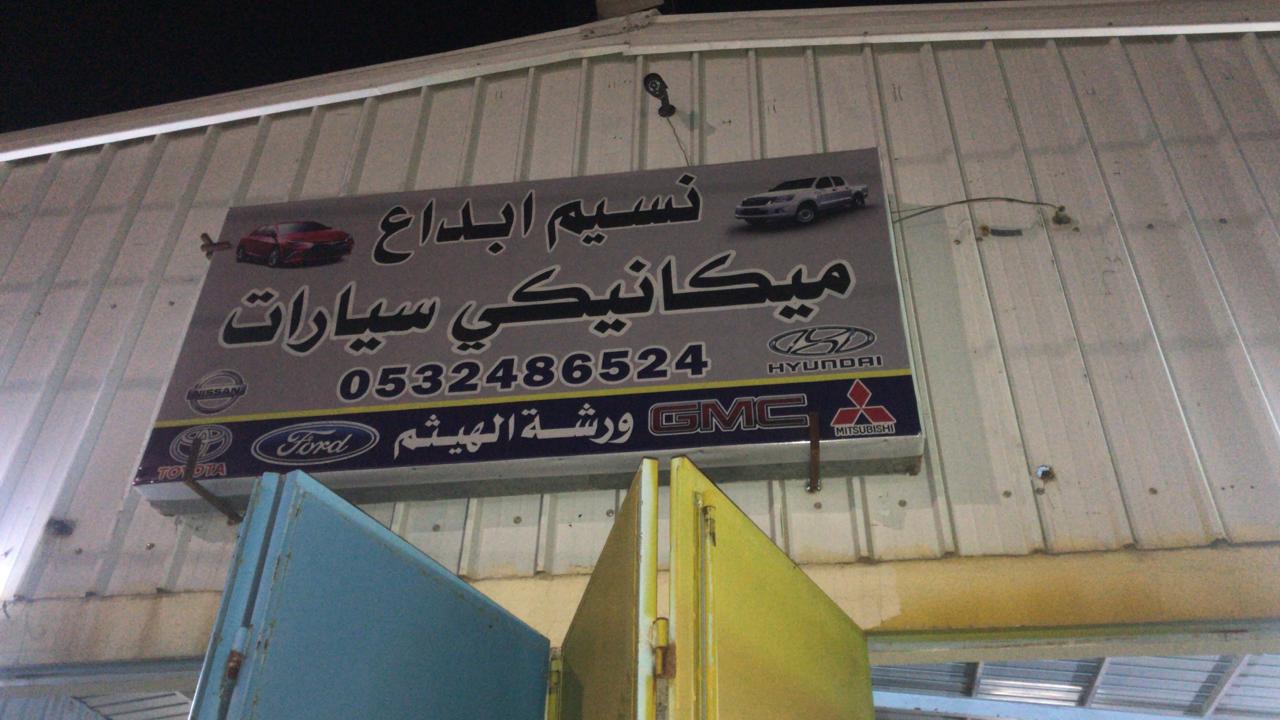 نسيم ابداع
ميكانيكي سيارات
0532486524
HYUNDAI
NISSAN
MITSUBISHI
GMC
ورشة الهيثم
Ford
TOYOTA